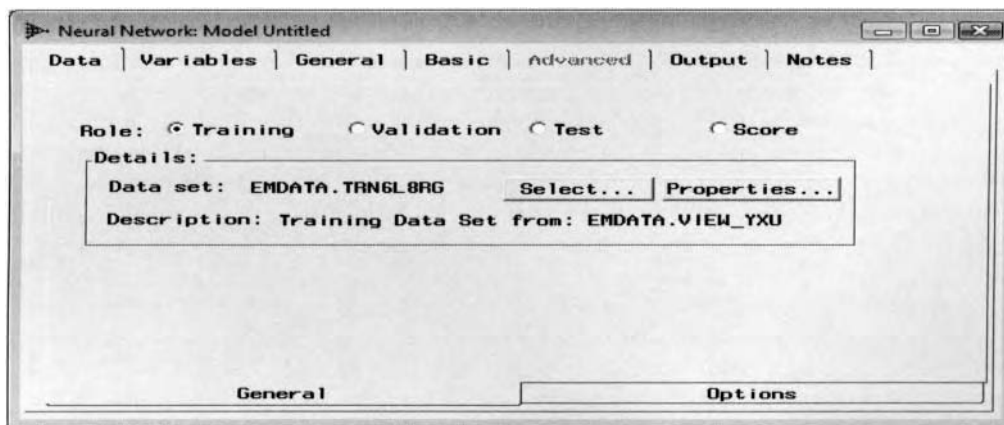 Neural Network: Model Untitled
Data Variables General Basic Advanced Output Notes
Role: Training Validation Test Score
Details:
Data set: EMDATA.TRN6L8RG Select... Properties...
Description: Training Data Set from: EMDATA.VIEW_YXU
General Options